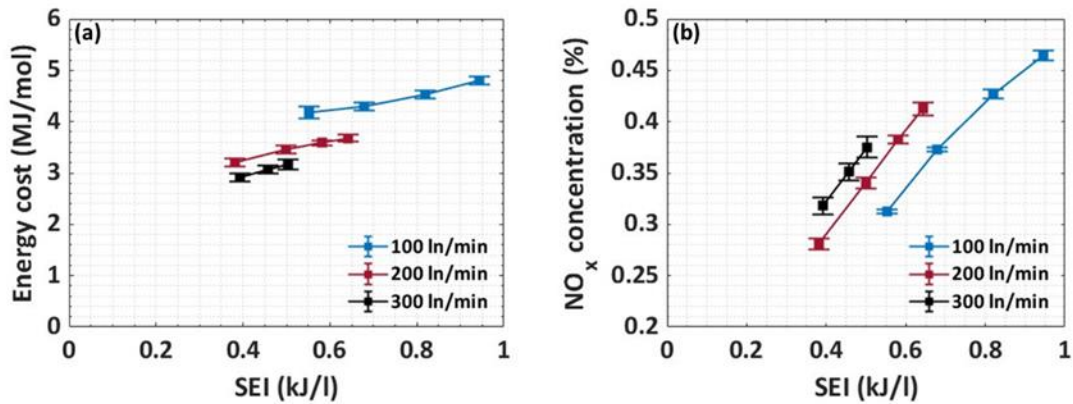 (a)
Energy cost (MJ/mol)
6
5
4
3
2
1
0
0 0.2 0.4 0.6 0.8 1
SEI (kJ/l)
100 ln/min
200 ln/min
300 ln/min
(b)
NOx concentration (%)
0.5
0.45
0.4
0.35
0.3
0.25
0.2
0 0.2 0.4 0.6 0.8 1
SEI (kJ/l)
100 ln/min
200 ln/min
300 ln/min